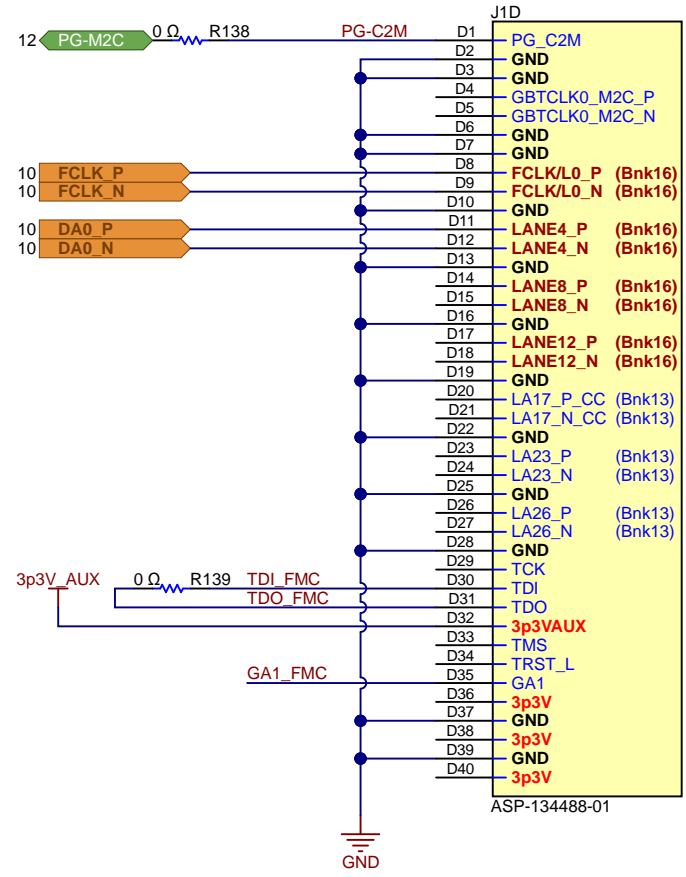 J1D
12 PG-M2C 0 Ω R138 PG-C2M D1 PG_C2M
D2 GND
D3 GND
D4 GBTCLK0_M2C_P
D5 GBTCLK0_M2C_N
D6 GND
D7 GND
10 FCLK_P D8 FCLK/L0_P (Bnk16)
10 FCLK_N D9 FCLK/L0_N (Bnk16)
D10 GND
10 DA0_P D11 LANE4_P (Bnk16)
10 DA0_N D12 LANE4_N (Bnk16)
D13 GND
D14 LANE8_P (Bnk16)
D15 LANE8_N (Bnk16)
D16 GND
D17 LANE12_P (Bnk16)
D18 LANE12_N (Bnk16)
D19 GND
D20 LA17_P_CC (Bnk13)
D21 LA17_N_CC (Bnk13)
D22 GND
D23 LA23_P (Bnk13)
D24 LA23_N (Bnk13)
D25 GND
D26 LA26_P (Bnk13)
D27 LA26_N (Bnk13)
D28 GND
D29 TCK
3p3V_AUX 0 Ω R139 TDI_FMC D30 TDI
TDO_FMC D31 TDO
D32 3p3VAUX
D33 TMS
D34 TRST_L
GA1_FMC D35 GA1
D36 3p3V
D37 GND
D38 3p3V
D39 GND
D40 3p3V
ASP-134488-01
GND